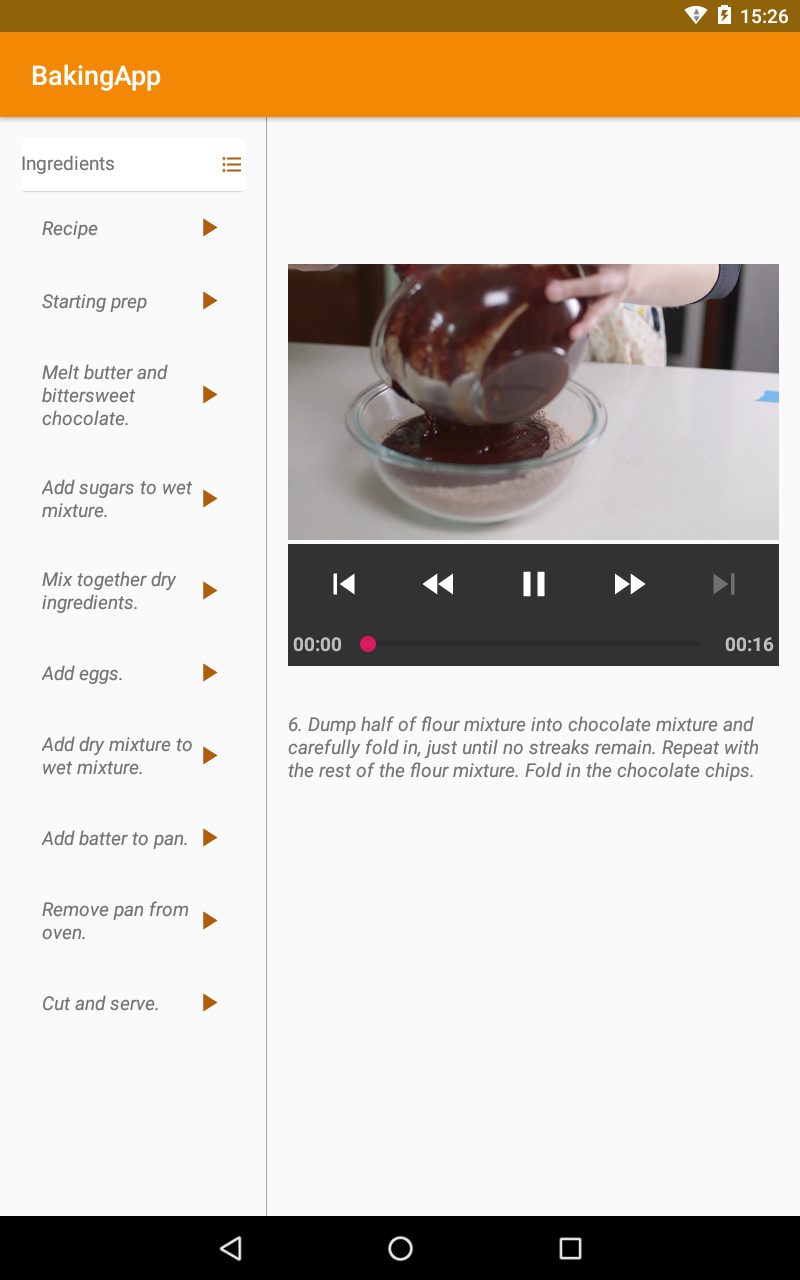 15:26
BakingApp
Ingredients
Recipe
Starting prep
Melt butter and
bittersweet
chocolate.
Add sugars to wet
mixture.
Mix together dry
ingredients.
Add eggs.
Add dry mixture to
wet mixture.
Add batter to pan.
Remove pan from
oven.
Cut and serve.
00:00
00:16
6. Dump half of flour mixture into chocolate mixture and
carefully fold in, just until no streaks remain. Repeat with
the rest of the flour mixture. Fold in the chocolate chips.